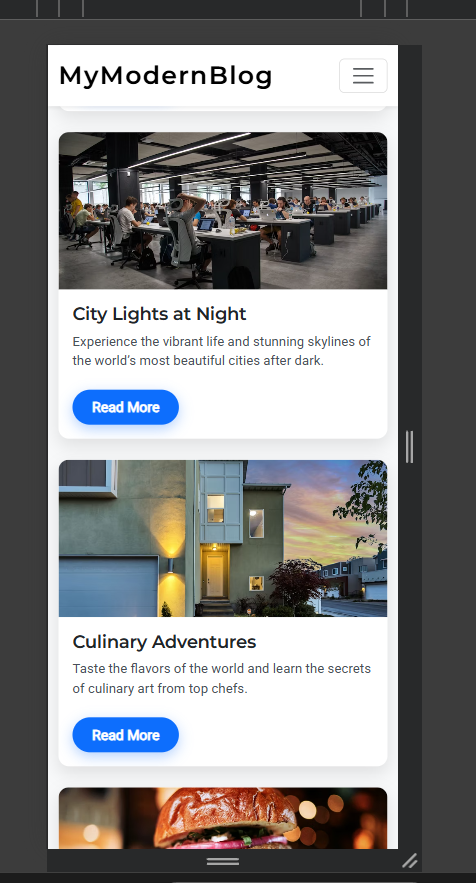 MyModernBlog
City Lights at Night
Experience the vibrant life and stunning skylines of
the world’s most beautiful cities after dark.
Read More
Culinary Adventures
Taste the flavors of the world and learn the secrets
of culinary art from top chefs.
Read More